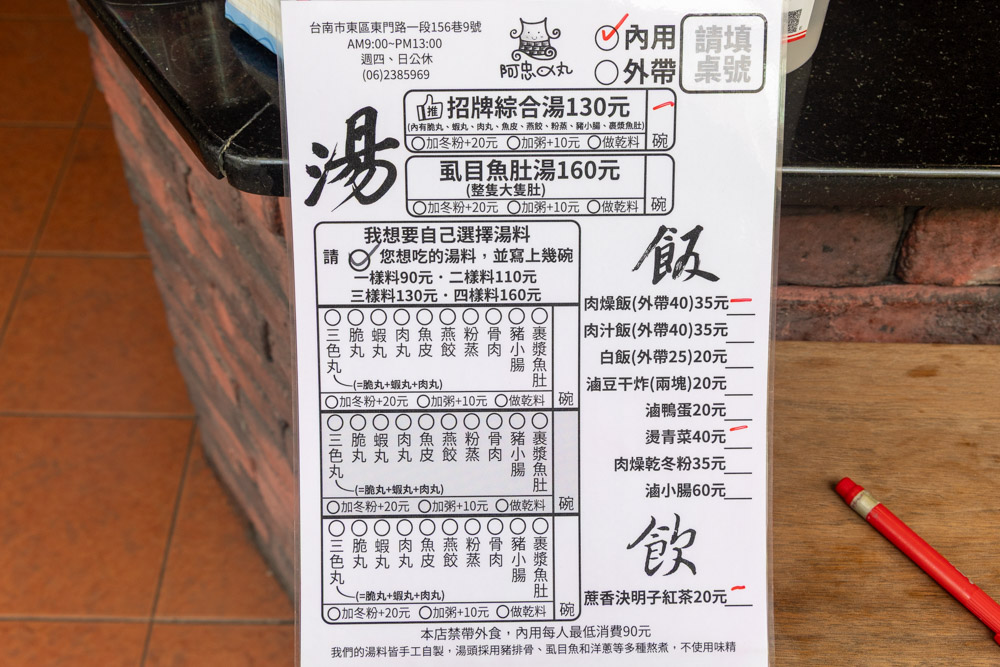 台南市東區東門路一段156巷9號
AM9:00~PM13:00
週四、日公休
(06)2385969
阿忠の丸
內用
外帶
請填
桌號
湯
推 招牌綜合湯130元
(內有脆丸、蝦丸、肉丸、魚皮、燕餃、粉蒸、豬小腸、裹漿魚肚)
加冬粉+20元 加粥+10元 做乾料 碗
虱目魚肚湯160元
(整隻大隻肚)
加冬粉+20元 加粥+10元 做乾料 碗
我想要自己選擇湯料
請 您想吃的湯料，並寫上幾碗
一樣料90元．二樣料110元
三樣料130元．四樣料160元
三色丸 脆丸 蝦丸 肉丸 魚皮 燕餃 粉蒸 骨肉 豬小腸 裹漿魚肚
(=脆丸+蝦丸+肉丸)
加冬粉+20元 加粥+10元 做乾料 碗
三色丸 脆丸 蝦丸 肉丸 魚皮 燕餃 粉蒸 骨肉 豬小腸 裹漿魚肚
(=脆丸+蝦丸+肉丸)
加冬粉+20元 加粥+10元 做乾料 碗
三色丸 脆丸 蝦丸 肉丸 魚皮 燕餃 粉蒸 骨肉 豬小腸 裹漿魚肚
(=脆丸+蝦丸+肉丸)
加冬粉+20元 加粥+10元 做乾料 碗
飯
肉燥飯(外帶40)35元
肉汁飯(外帶40)35元
白飯(外帶25)20元
滷豆干炸(兩塊)20元
滷鴨蛋20元
燙青菜40元
肉燥乾冬粉35元
滷小腸60元
飲
蔗香決明子紅茶20元
本店禁帶外食，內用每人最低消費90元
我們的湯料皆手工自製，湯頭採用豬排骨、虱目魚和洋蔥等多種熬煮，不使用味精